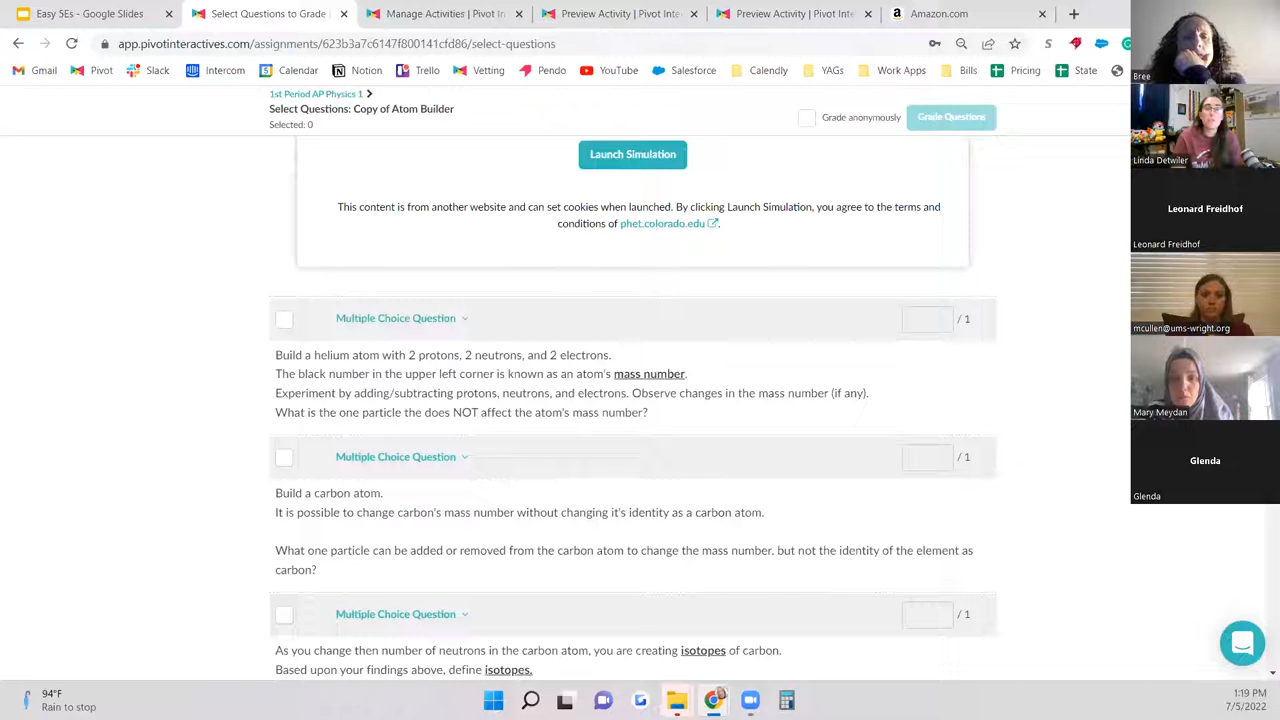 Easy SEs - Google Slides
Select Questions to Grade
Manage Activities | Pivot In
Preview Activity | Pivot Inte
Preview Activity | Pivot Inte
Amazon.com
app.pivotinteractives.com/assignments/623b3a7-6147f800141cfd86/select-questions
Gmail
Pivot
Slack
Intercom
Calendar
Notion
Trello
Vetting
Pendo
YouTube
Salesforce
Calendly
YAGs
Work Apps
Bills
Pricing
State
1st Period AP Physics 1
Select Questions: Copy of Atom Builder
Selected: 0
Grade anonymously
Grade Questions
Launch Simulation
This content is from another website and can set cookies when launched. By clicking Launch Simulation, you agree to the terms and
conditions of phet.colorado.edu.
Multiple Choice Question
/ 1
Build a helium atom with 2 protons, 2 neutrons, and 2 electrons.
The black number in the upper left corner is known as an atom's mass number.
Experiment by adding/subtracting protons, neutrons, and electrons. Observe changes in the mass number (if any).
What is the one particle the does NOT affect the atom's mass number?
Multiple Choice Question
/ 1
Build a carbon atom.
It is possible to change carbon's mass number without changing it's identity as a carbon atom.
What one particle can be added or removed from the carbon atom to change the mass number. but not the identity of the element as
carbon?
Multiple Choice Question
/ 1
As you change then number of neutrons in the carbon atom, you are creating isotopes of carbon.
Based upon your findings above, define isotopes.
Bree
Linda Detwiler
Leonard Freidhof
Leonard Freidhof
mcullen@ums-wright.org
Mary Meydan
Glenda
Glenda
94°F
Rain to stop
1:19 PM
7/5/2022